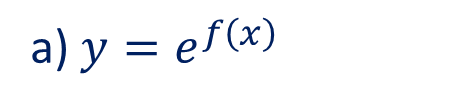 a) y = e^{f(x)}